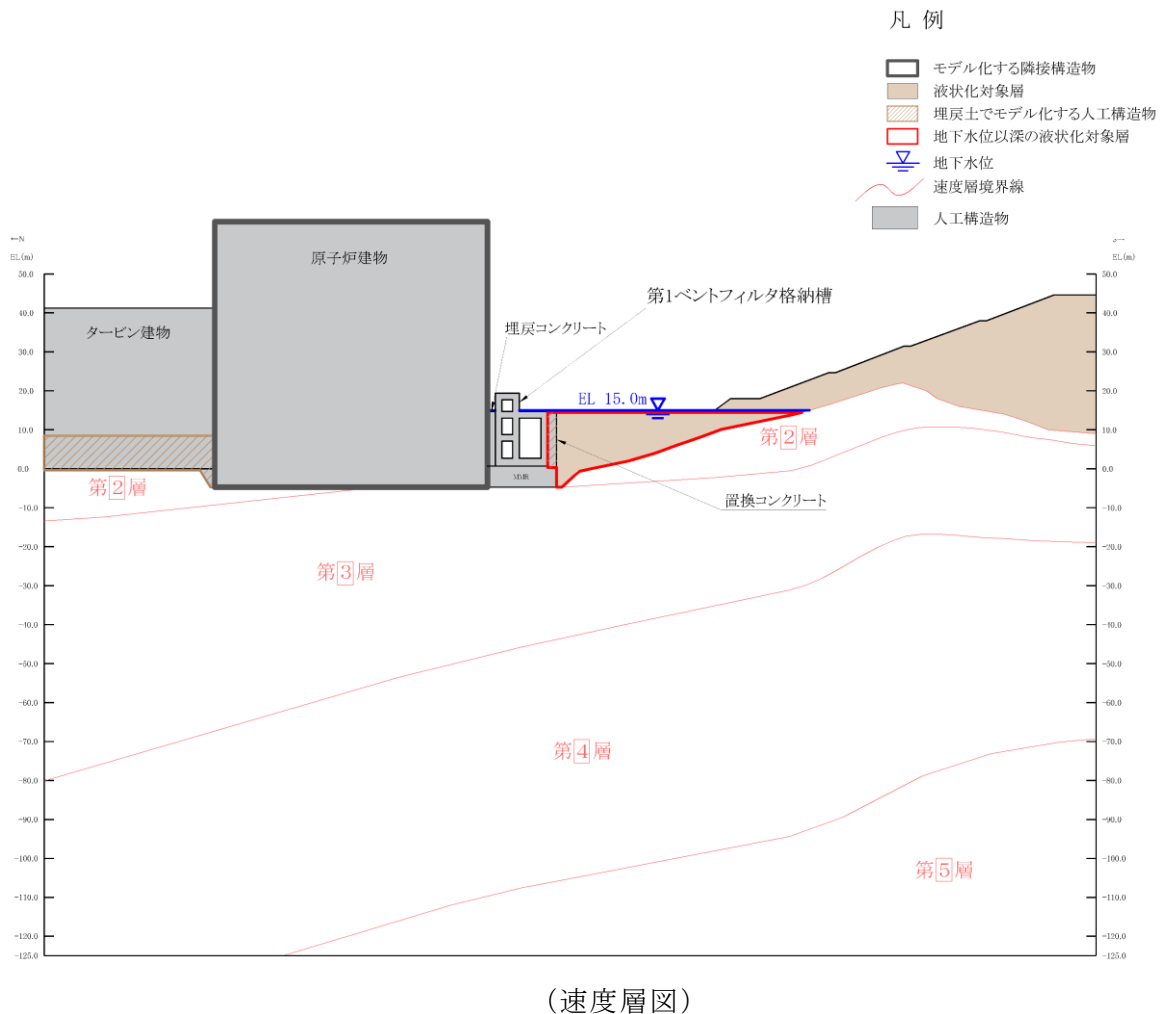 凡 例
モデル化する隣接構造物
液状化対象層
埋戻土でモデル化する人工構造物
地下水位以深の液状化対象層
地下水位
速度層境界線
人工構造物
←N
EL(m)
S→
EL(m)
原子炉建物
タービン建物
第1ベントフィルタ格納槽
埋戻コンクリート
EL 15.0m
第2層
第2層
MMR
置換コンクリート
第3層
第4層
第5層
50.0
40.0
30.0
20.0
10.0
0.0
-10.0
-20.0
-30.0
-40.0
-50.0
-60.0
-70.0
-80.0
-90.0
-100.0
-110.0
-120.0
-125.0
50.0
40.0
30.0
20.0
10.0
0.0
-10.0
-20.0
-30.0
-40.0
-50.0
-60.0
-70.0
-80.0
-90.0
-100.0
-110.0
-120.0
-125.0
(速度層図)